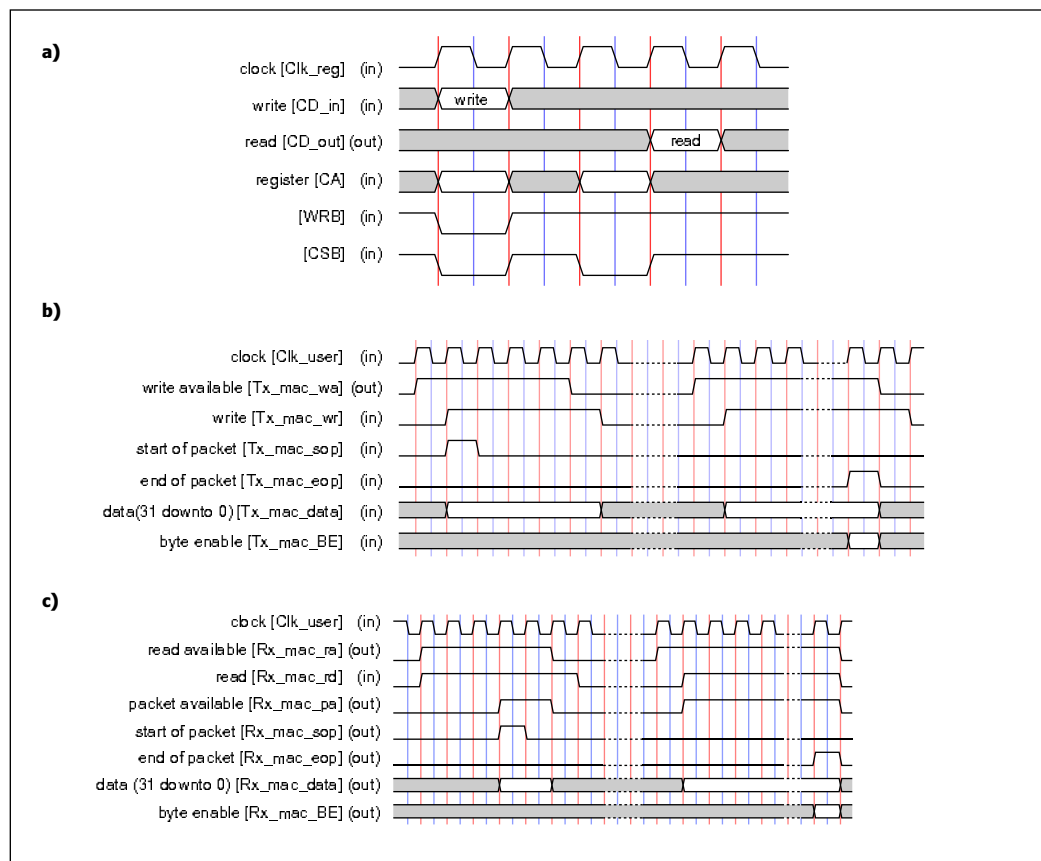 a)
clock [Clk_reg] (in)
write [CD_in] (in)
write
read [CD_out] (out)
read
register [CA] (in)
[WRB] (in)
[CSB] (in)
b)
clock [Clk_user] (in)
write available [Tx_mac_wa] (out)
write [Tx_mac_wr] (in)
start of packet [Tx_mac_sop] (in)
end of packet [Tx_mac_eop] (in)
data(31 downto 0) [Tx_mac_data] (in)
byte enable [Tx_mac_BE] (in)
c)
clock [Clk_user] (in)
read available [Rx_mac_ra] (out)
read [Rx_mac_rd] (in)
packet available [Rx_mac_pa] (out)
start of packet [Rx_mac_sop] (out)
end of packet [Rx_mac_eop] (out)
data (31 downto 0) [Rx_mac_data] (out)
byte enable [Rx_mac_BE] (out)